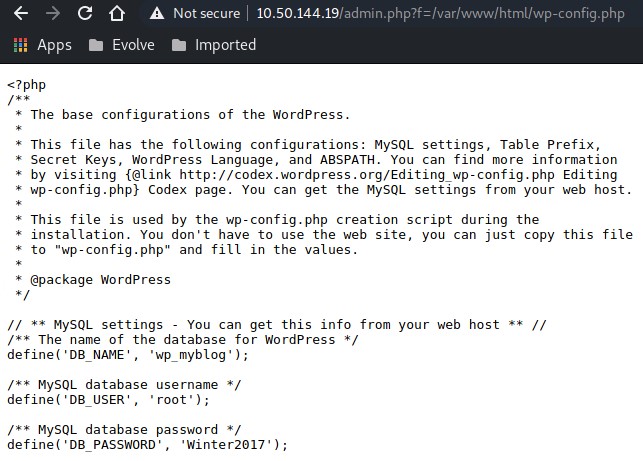 Not secure | 10.50.144.19/admin.php?f=/var/www/html/wp-config.php
Apps Evolve Imported
<?php
/**
 * The base configurations of the WordPress.
 *
 * This file has the following configurations: MySQL settings, Table Prefix,
 * Secret Keys, WordPress Language, and ABSPATH. You can find more information
 * by visiting {@link http://codex.wordpress.org/Editing_wp-config.php Editing
 * wp-config.php} Codex page. You can get the MySQL settings from your web host.
 *
 * This file is used by the wp-config.php creation script during the
 * installation. You don't have to use the web site, you can just copy this file
 * to "wp-config.php" and fill in the values.
 *
 * @package WordPress
 */

// ** MySQL settings - You can get this info from your web host ** //
/** The name of the database for WordPress */
define('DB_NAME', 'wp_myblog');

/** MySQL database username */
define('DB_USER', 'root');

/** MySQL database password */
define('DB_PASSWORD', 'Winter2017');